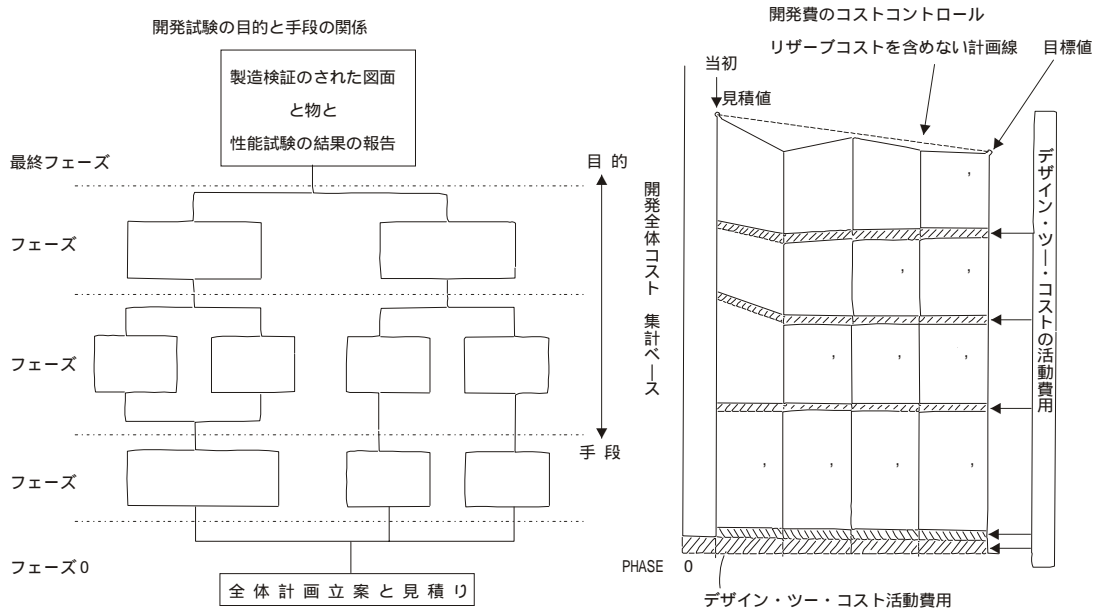 開発試験の目的と手段の関係
製造検証のされた図面
と物と
性能試験の結果の報告
最終フェーズ
目的
フェーズ
フェーズ
手段
フェーズ
フェーズ0
全体計画立案と見積り
開発費のコストコントロール
リザーブコストを含めない計画線
目標値
当初
見積値
開発全体コスト 集計ベース
デザイン・ツー・コストの活動費用
PHASE 0
デザイン・ツー・コスト活動費用